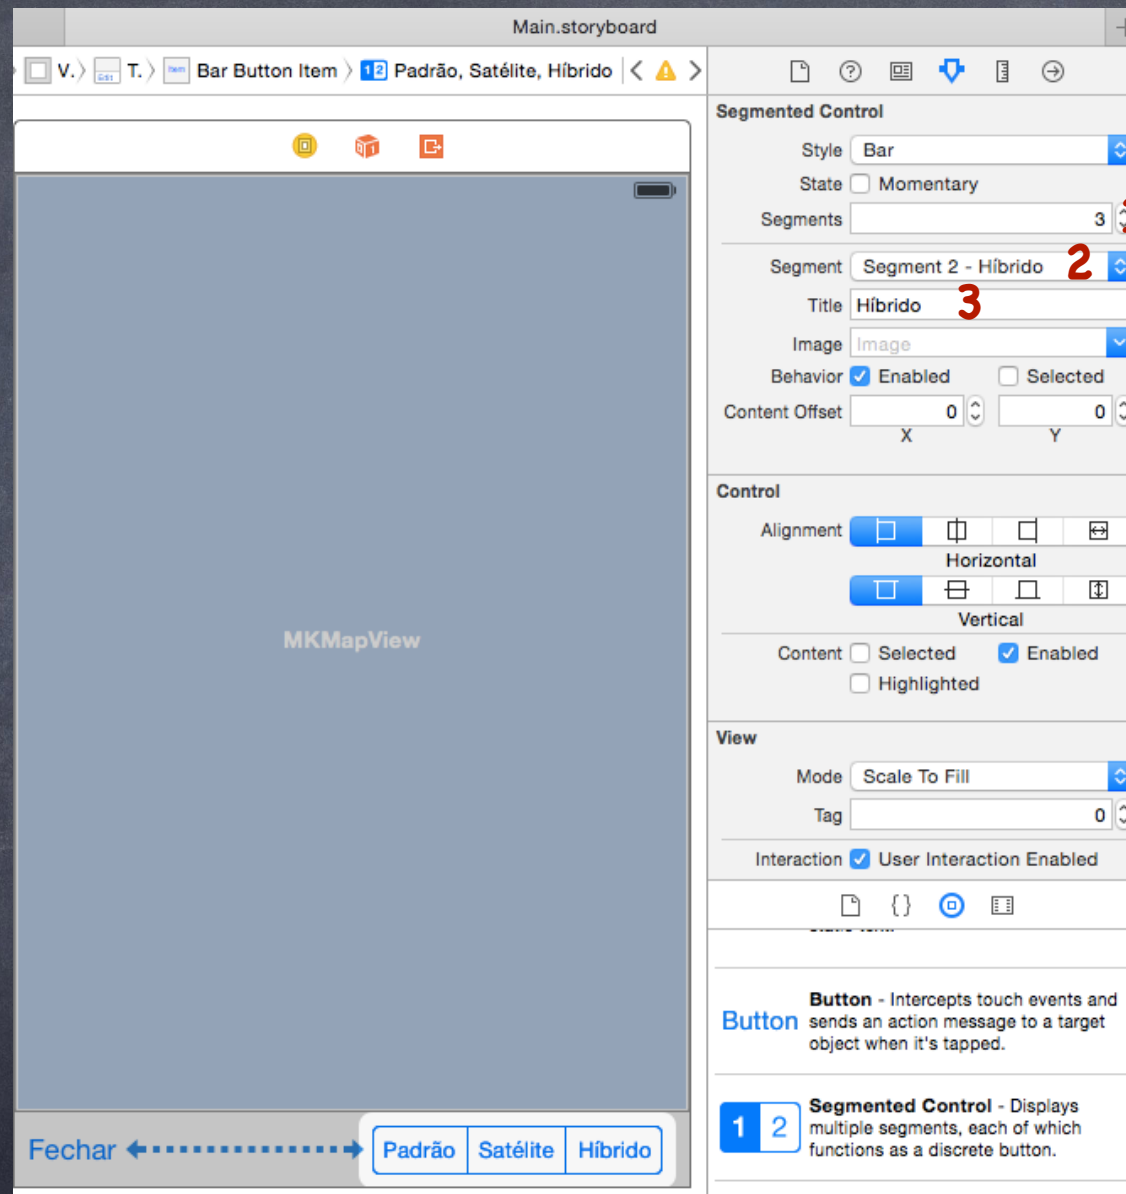 Main.storyboard
V. T. Bar Button Item Padrão, Satélite, Híbrido
Segmented Control
Style Bar
State Momentary
Segments 3
Segment Segment 2 - Híbrido 2
Title Híbrido 3
Image Image
Behavior Enabled Selected
Content Offset 0 0
X Y
Control
Alignment
Horizontal
Vertical
Content Selected Enabled
Highlighted
View
Mode Scale To Fill
Tag 0
Interaction User Interaction Enabled
MKMapView
Button
Button - Intercepts touch events and
sends an action message to a target
object when it's tapped.
1 2
Segmented Control - Displays
multiple segments, each of which
functions as a discrete button.
Fechar Padrão Satélite Híbrido